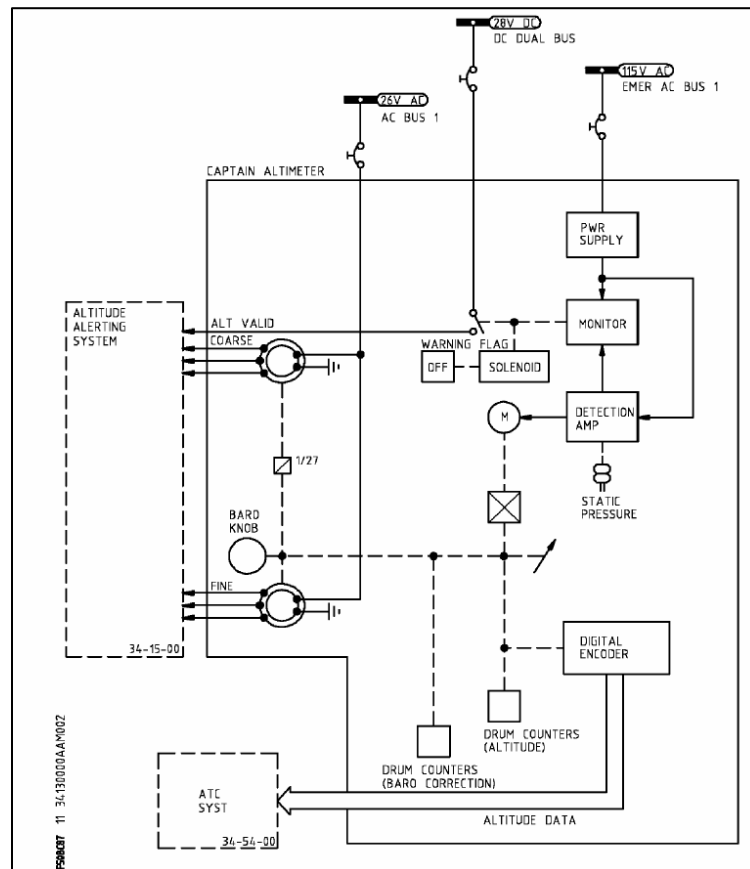 28V DC
DC DUAL BUS
115V AC
EMER AC BUS 1
26V AC
AC BUS 1
CAPTAIN ALTIMETER
PWR
SUPPLY
ALTITUDE
ALERTING
SYSTEM
ALT VALID
COARSE
WARNING FLAG
OFF
SOLENOID
MONITOR
M
DETECTION
AMP
1/27
STATIC
PRESSURE
BARD
KNOB
FINE
34-15-00
DIGITAL
ENCODER
DRUM COUNTERS
(ALTITUDE)
DRUM COUNTERS
(BARO CORRECTION)
ATC
SYST
34-54-00
ALTITUDE DATA
11 34130000AAM002